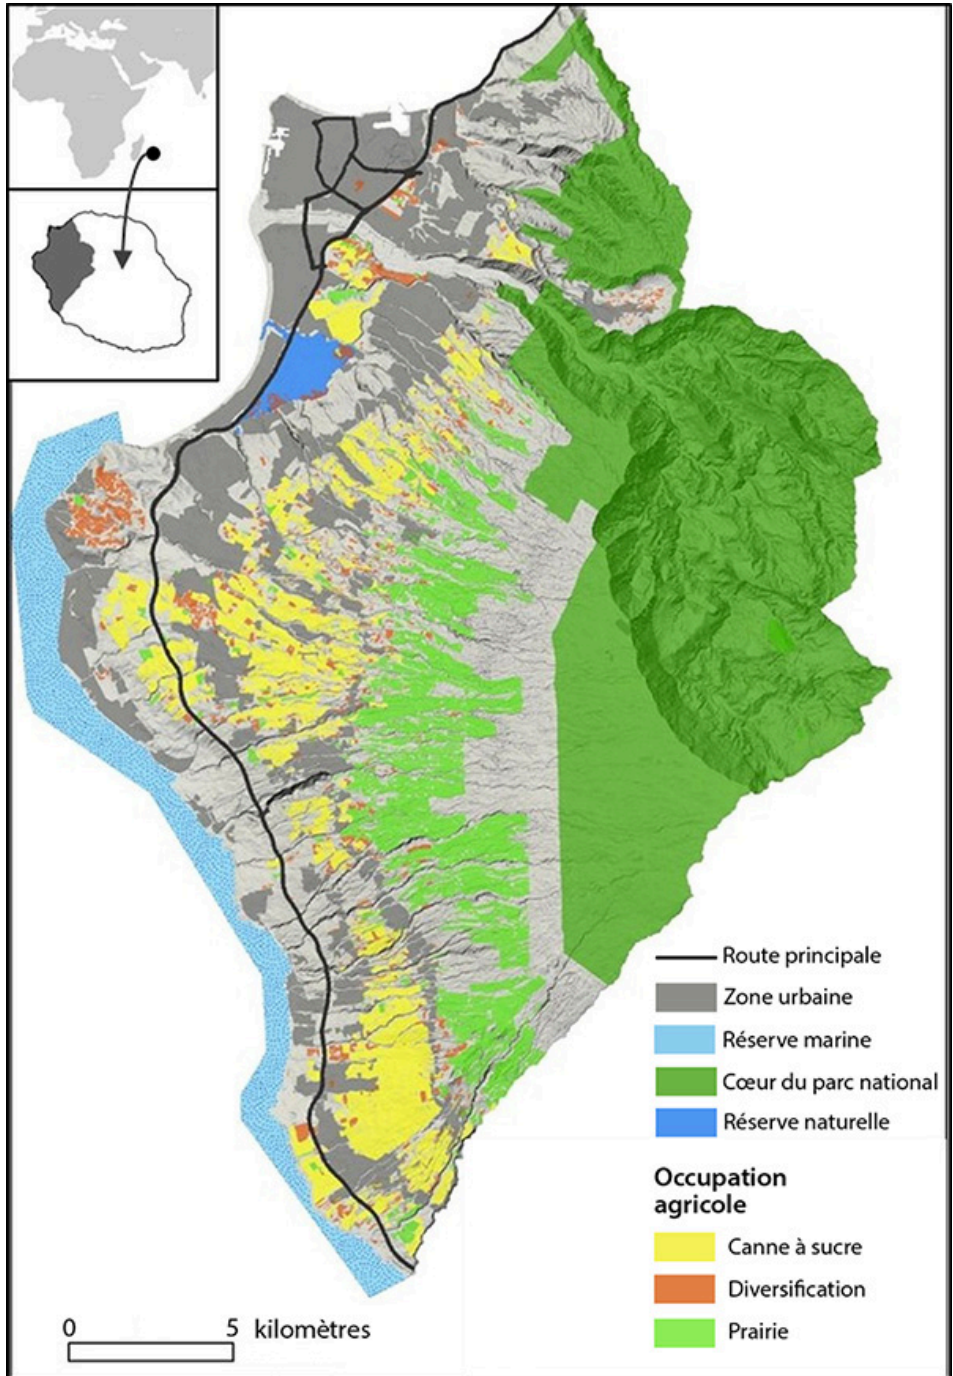 Route principale
Zone urbaine
Réserve marine
Cœur du parc national
Réserve naturelle
Occupation
agricole
Canne à sucre
Diversification
Prairie
0 5 kilomètres